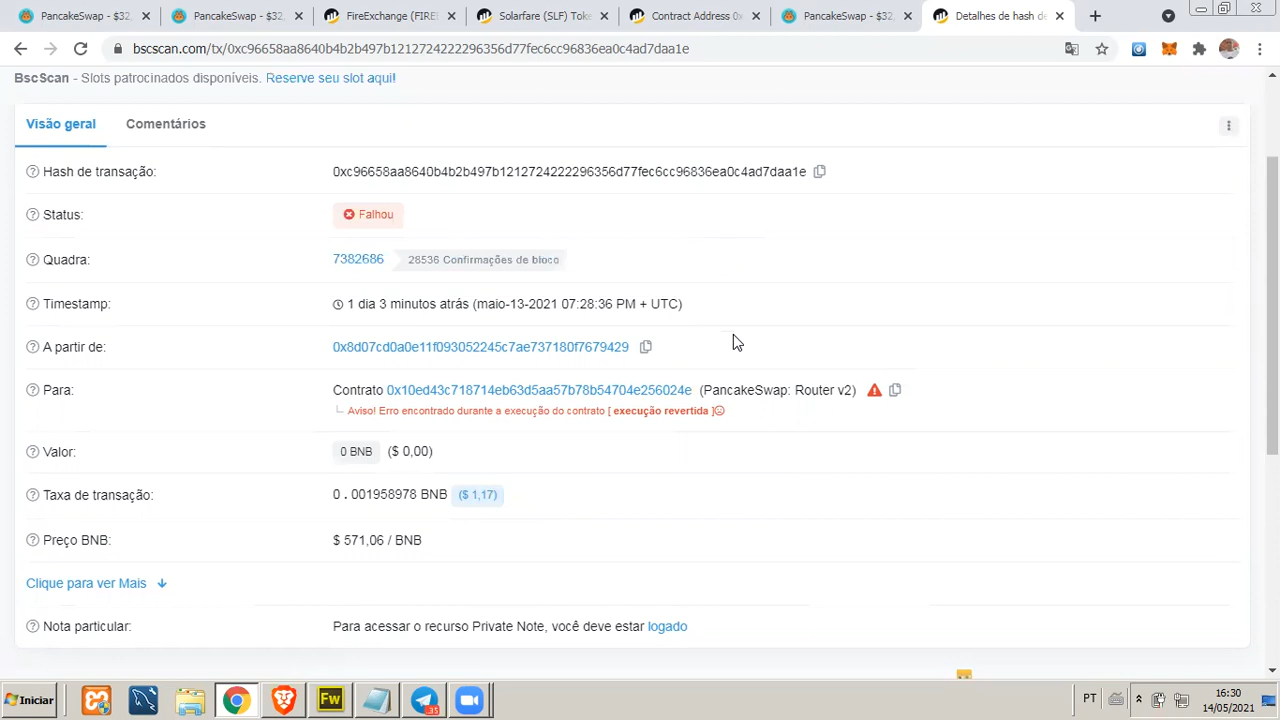 PancakeSwap - $32,
PancakeSwap - $32,
FireExchange (FIREF
Solarfare (SLF) Toke
Contract Address 0x
PancakeSwap - $32,
Detalhes de hash de
bscscan.com/tx/0xc96658aa8640b4b2b497b1212724222296356d77fec6cc96836ea0c4ad7daa1e
BscScan - Slots patrocinados disponíveis. Reserve seu slot aqui!
Visão geral
Comentários
Hash de transação:
0xc96658aa8640b4b2b497b1212724222296356d77fec6cc96836ea0c4ad7daa1e
Status:
Falhou
Quadra:
7382686
28536 Confirmações de bloco
Timestamp:
1 dia 3 minutos atrás (maio-13-2021 07:28:36 PM + UTC)
A partir de:
0x8d07cd0a0e11f093052245c7ae737180f7679429
Para:
Contrato 0x10ed43c718714eb63d5aa57b78b54704e256024e (PancakeSwap: Router v2)
Aviso! Erro encontrado durante a execução do contrato [ execução revertida ]
Valor:
0 BNB ($ 0,00)
Taxa de transação:
0 . 001958978 BNB ($ 1,17)
Preço BNB:
$ 571,06 / BNB
Clique para ver Mais
Nota particular:
Para acessar o recurso Private Note, você deve estar logado
Iniciar
Fw
35
PT
16:30
14/05/2021